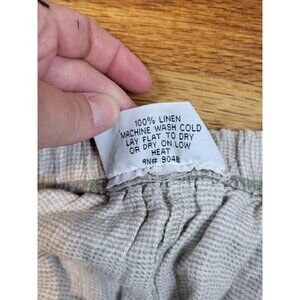 100% LINEN
MACHINE WASH COLD
LAY FLAT TO DRY
OR DRY ON LOW
HEAT
RN# 9048